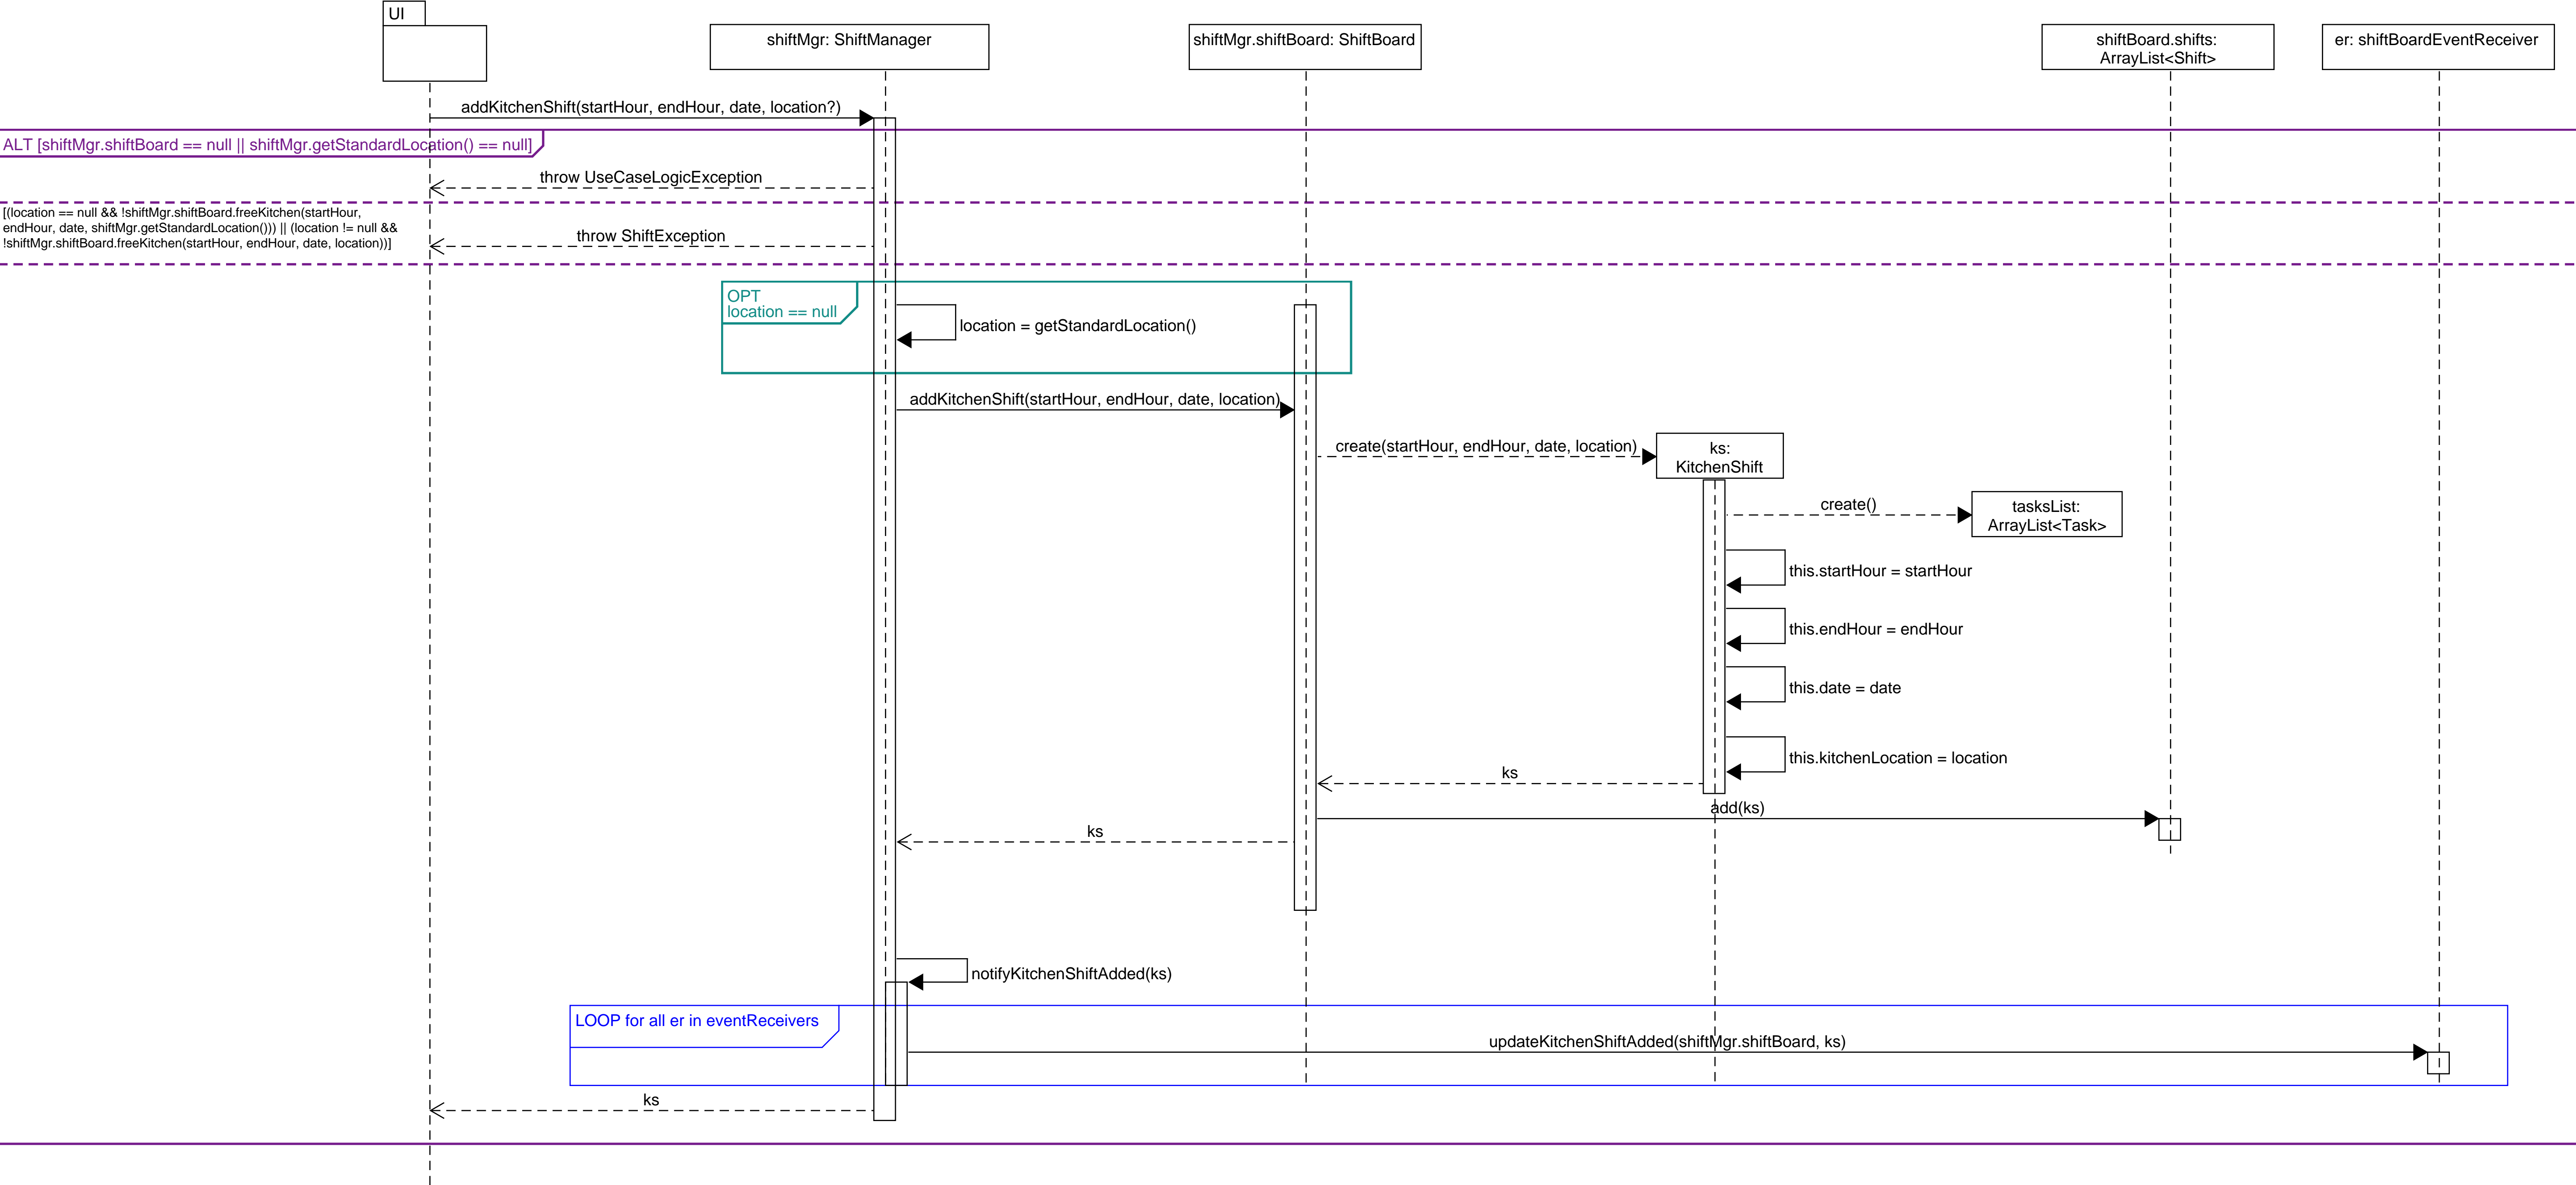 UI
shiftMgr: ShiftManager
shiftMgr.shiftBoard: ShiftBoard
shiftBoard.shifts:
ArrayList<Shift>
er: shiftBoardEventReceiver
addKitchenShift(startHour, endHour, date, location?)
ALT [shiftMgr.shiftBoard == null || shiftMgr.getStandardLocation() == null]
throw UseCaseLogicException
[(location == null && !shiftMgr.shiftBoard.freeKitchen(startHour,
endHour, date, shiftMgr.getStandardLocation())) || (location != null &&
!shiftMgr.shiftBoard.freeKitchen(startHour, endHour, date, location))]
throw ShiftException
OPT
location == null
location = getStandardLocation()
addKitchenShift(startHour, endHour, date, location)
create(startHour, endHour, date, location)
ks:
KitchenShift
create()
tasksList:
ArrayList<Task>
this.startHour = startHour
this.endHour = endHour
this.date = date
this.kitchenLocation = location
ks
add(ks)
ks
notifyKitchenShiftAdded(ks)
LOOP for all er in eventReceivers
updateKitchenShiftAdded(shiftMgr.shiftBoard, ks)
ks